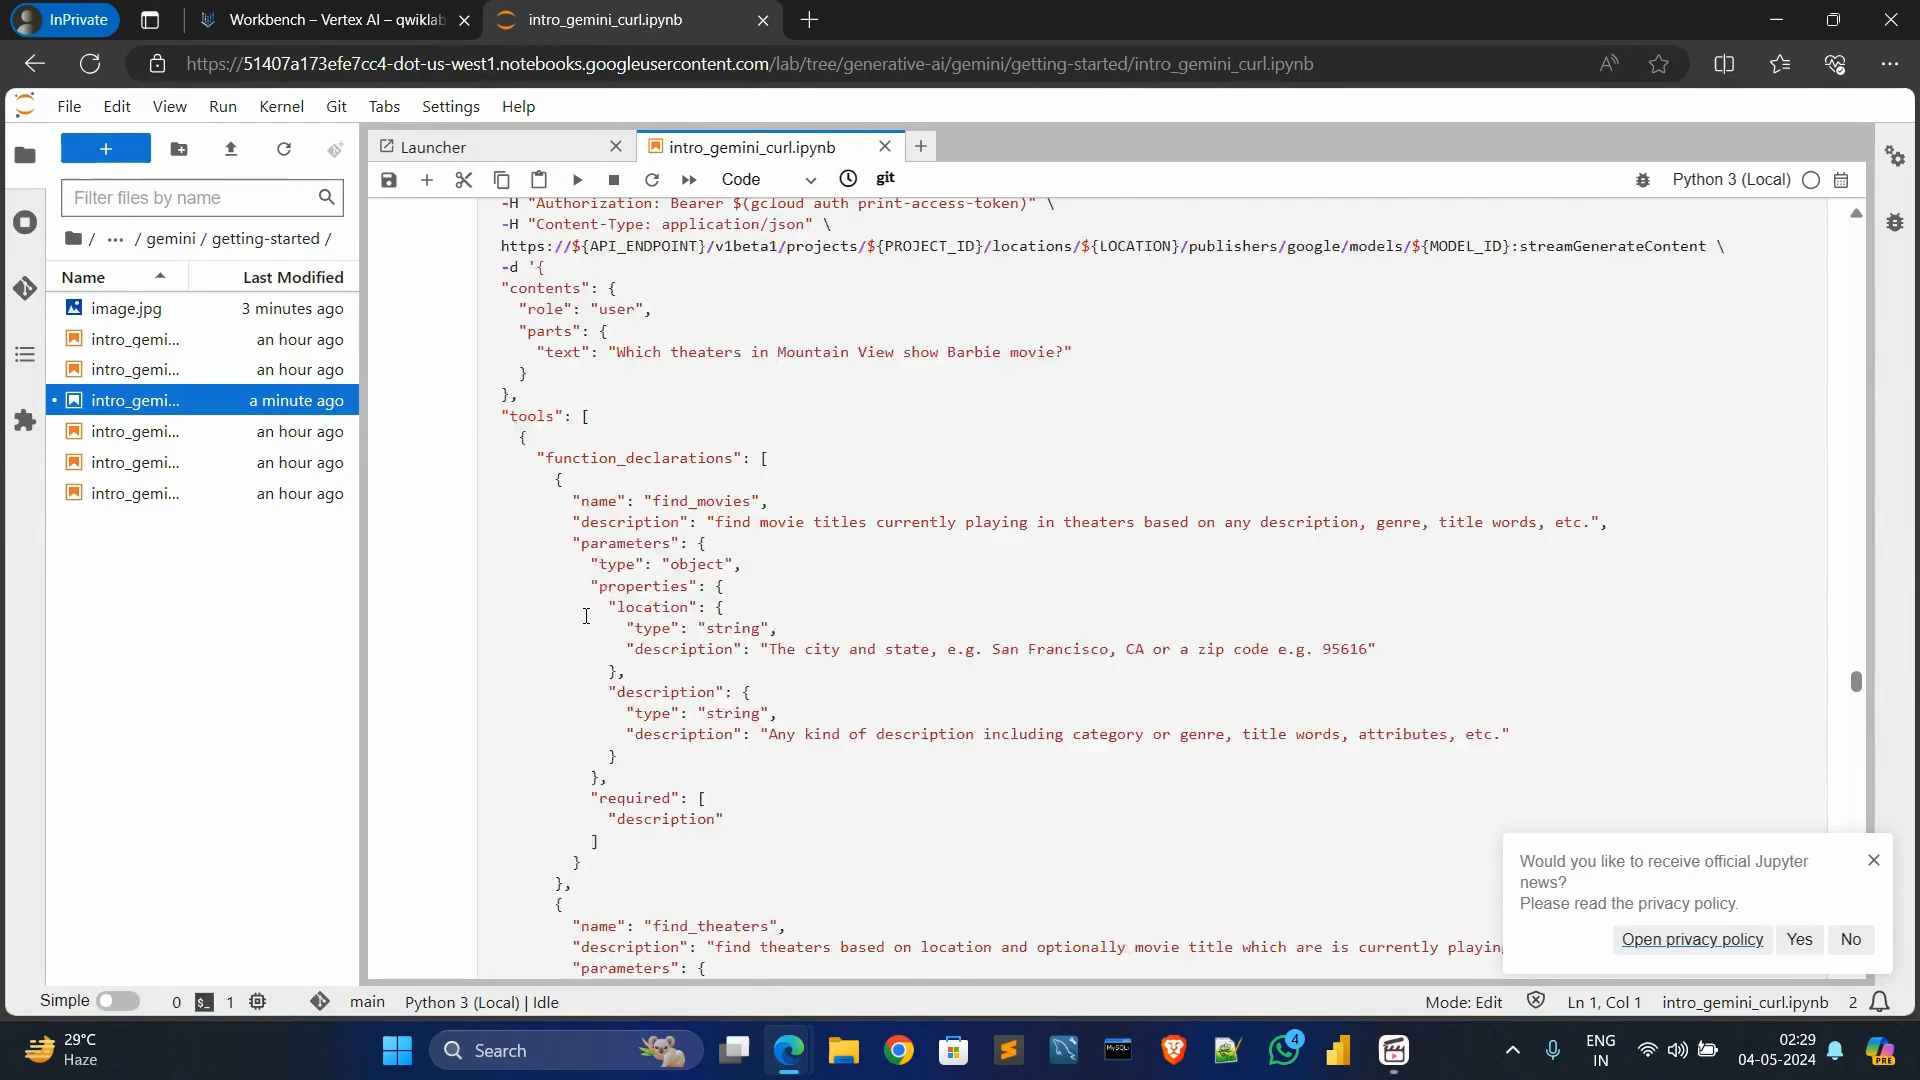 InPrivate
Workbench – Vertex AI – qwiklab
intro_gemini_curl.ipynb
https://51407a173efe7cc4-dot-us-west1.notebooks.googleusercontent.com/lab/tree/generative-ai/gemini/getting-started/intro_gemini_curl.ipynb
File Edit View Run Kernel Git Tabs Settings Help
Launcher
intro_gemini_curl.ipynb
Code
git
Python 3 (Local)
Filter files by name
/ ... / gemini / getting-started /
Name Last Modified
image.jpg 3 minutes ago
intro_gemi... an hour ago
intro_gemi... an hour ago
intro_gemi... a minute ago
intro_gemi... an hour ago
intro_gemi... an hour ago
intro_gemi... an hour ago
-H "Authorization: Bearer $(gcloud auth print-access-token)" \
-H "Content-Type: application/json" \
https://${API_ENDPOINT}/v1beta1/projects/${PROJECT_ID}/locations/${LOCATION}/publishers/google/models/${MODEL_ID}:streamGenerateContent \
-d '{
"contents": {
"role": "user",
"parts": {
"text": "Which theaters in Mountain View show Barbie movie?"
}
},
"tools": [
{
"function_declarations": [
{
"name": "find_movies",
"description": "find movie titles currently playing in theaters based on any description, genre, title words, etc.",
"parameters": {
"type": "object",
"properties": {
"location": {
"type": "string",
"description": "The city and state, e.g. San Francisco, CA or a zip code e.g. 95616"
},
"description": {
"type": "string",
"description": "Any kind of description including category or genre, title words, attributes, etc."
}
},
"required": [
"description"
]
}
},
{
"name": "find_theaters",
"description": "find theaters based on location and optionally movie title which are is currently playing
"parameters": {
Would you like to receive official Jupyter
news?
Please read the privacy policy.
Open privacy policy Yes No
Simple 0 1 main Python 3 (Local) | Idle
Mode: Edit Ln 1, Col 1 intro_gemini_curl.ipynb 2
29°C
Haze
Search
MySQL
4
ENG
IN
02:29
04-05-2024
PRE